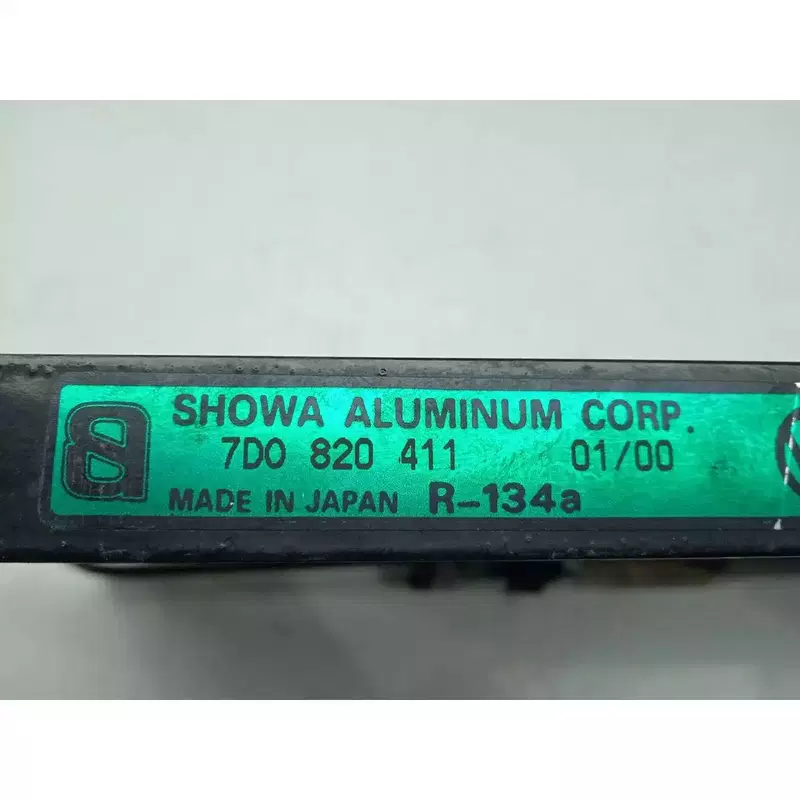 SHOWA ALUMINUM CORP.
7D0 820 411 01/00
MADE IN JAPAN R-134a